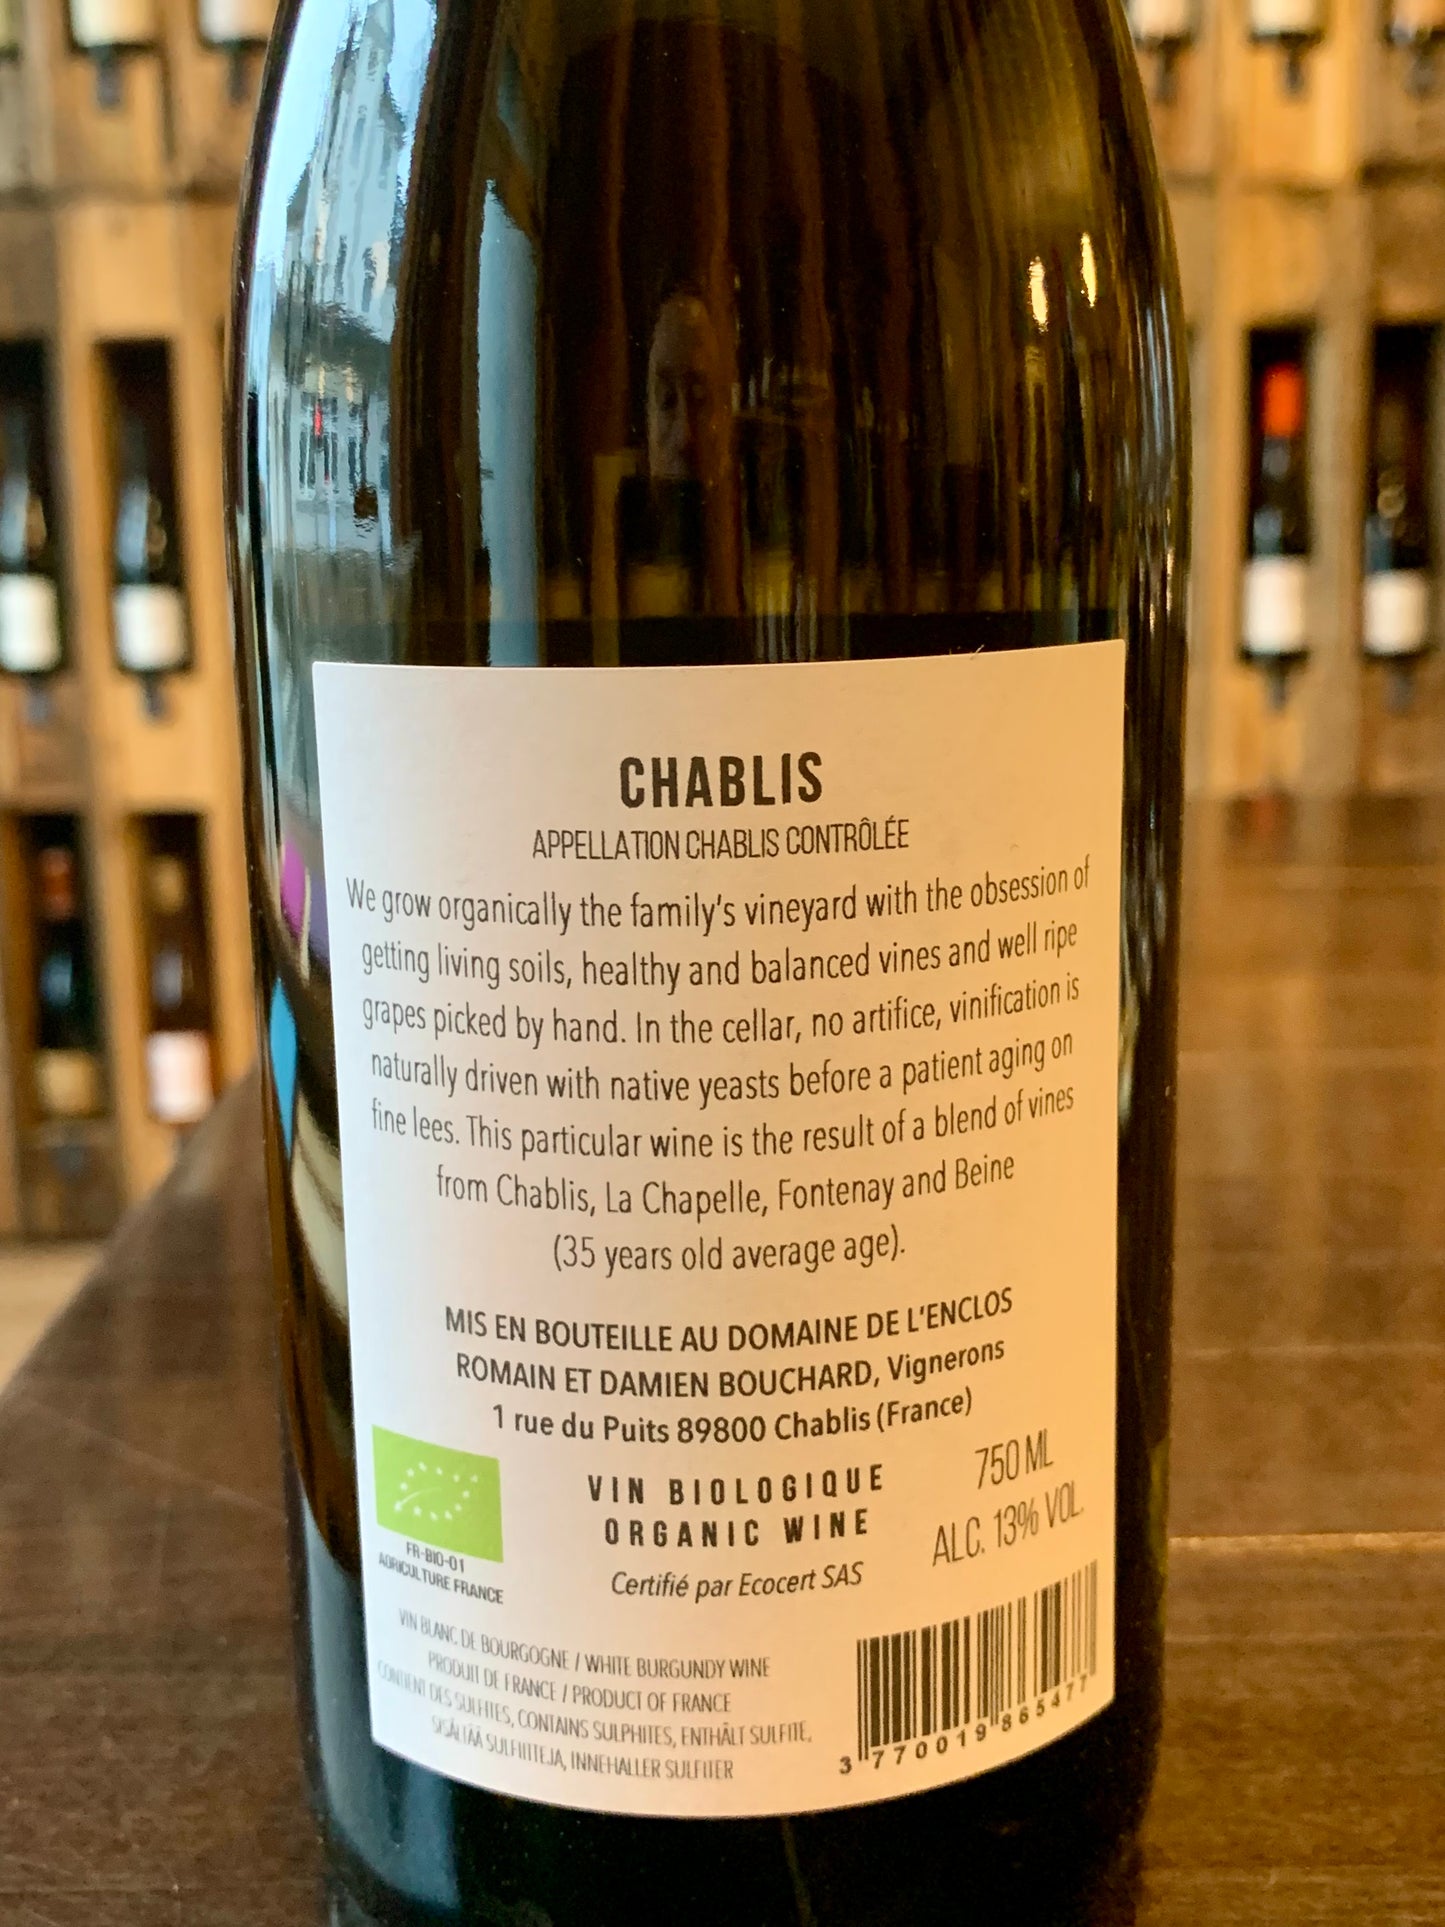 CHABLIS
APPELLATION CHABLIS CONTRÔLÉE
We grow organically the family's vineyard with the obsession of
getting living soils, healthy and balanced vines and well ripe
grapes picked by hand. In the cellar, no artifice, vinification is
naturally driven with native yeasts before a patient aging on
fine lees. This particular wine is the result of a blend of vines
from Chablis, La Chapelle, Fontenay and Beine
(35 years old average age).
MIS EN BOUTEILLE AU DOMAINE DE L'ENCLOS
ROMAIN ET DAMIEN BOUCHARD, Vignerons
1 rue du Puits 89800 Chablis (France)
VIN BIOLOGIQUE
ORGANIC WINE
Certifié par Ecocert SAS
750 ML
ALC. 13% VOL.
FR-BIO-01
AGRICULTURE FRANCE
VIN BLANC DE BOURGOGNE / WHITE BURGUNDY WINE
PRODUIT DE FRANCE / PRODUCT OF FRANCE
CONTIENT DES SULFITES, CONTAINS SULPHITES, ENTHÄLT SULFITE,
SISÄLTÄÄ SULFIITTEJA, INNEHALLER SULFITER
3 770019 865477